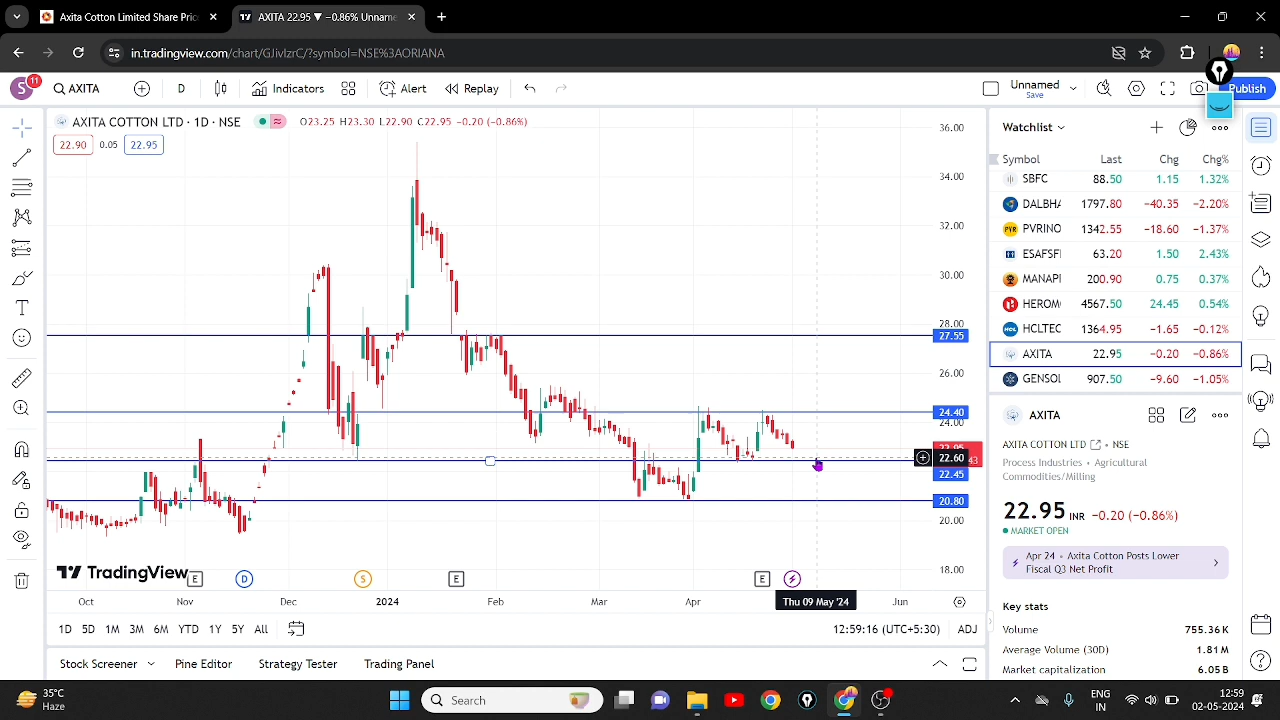 Axita Cotton Limited Share Pric
AXITA 22.95 ▼ −0.86% Unname
in.tradingview.com/chart/GJivIzrC/?symbol=NSE%3AORIANA
S 11 AXITA D Indicators Alert Replay Unnamed Save Publish
AXITA COTTON LTD · 1D · NSE O23.25 H23.30 L22.90 C22.95 −0.20 (−0.86%)
22.90 0.05 22.95
36.00
34.00
32.00
30.00
28.00
27.55
26.00
24.40
24.00
22.95
22.60
22.45
20.80
20.00
18.00
TradingView
E D S E E
Oct Nov Dec 2024 Feb Mar Apr Thu 09 May '24 Jun
1D 5D 1M 3M 6M YTD 1Y 5Y All 12:59:16 (UTC+5:30) ADJ
Stock Screener Pine Editor Strategy Tester Trading Panel
Watchlist
Symbol Last Chg Chg%
SBFC 88.50 1.15 1.32%
DALBHA 1797.80 −40.35 −2.20%
PVRINO 1342.55 −18.60 −1.37%
ESAFSFI 63.20 1.50 2.43%
MANAPI 200.90 0.75 0.37%
HEROM 4567.50 24.45 0.54%
HCLTEC 1364.95 −1.65 −0.12%
AXITA 22.95 −0.20 −0.86%
GENSOL 907.50 −9.60 −1.05%
AXITA
AXITA COTTON LTD · NSE
Process Industries · Agricultural
Commodities/Milling
22.95 INR −0.20 (−0.86%)
MARKET OPEN
Apr 24 · Axita Cotton Posts Lower
Fiscal Q3 Net Profit
Key stats
Volume 755.36 K
Average Volume (30D) 1.81 M
Market capitalization 6.05 B
35°C
Haze
Search
ENG
IN
12:59
02-05-2024